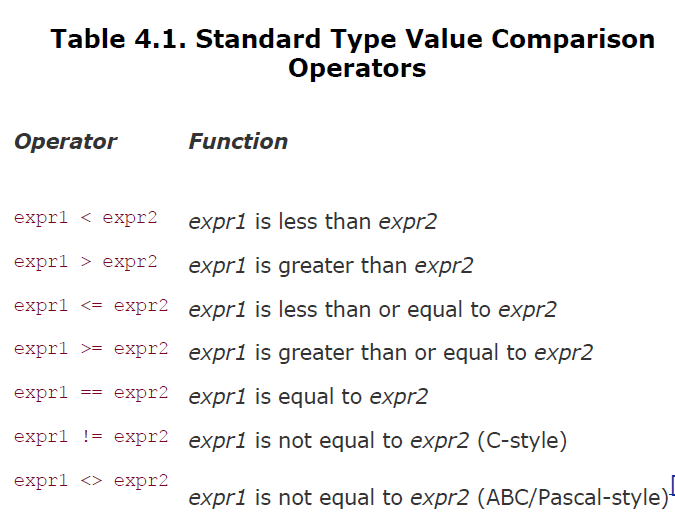 Table 4.1. Standard Type Value Comparison
Operators
Operator Function
expr1 < expr2 expr1 is less than expr2
expr1 > expr2 expr1 is greater than expr2
expr1 <= expr2 expr1 is less than or equal to expr2
expr1 >= expr2 expr1 is greater than or equal to expr2
expr1 == expr2 expr1 is equal to expr2
expr1 != expr2 expr1 is not equal to expr2 (C-style)
expr1 <> expr2 expr1 is not equal to expr2 (ABC/Pascal-style)[